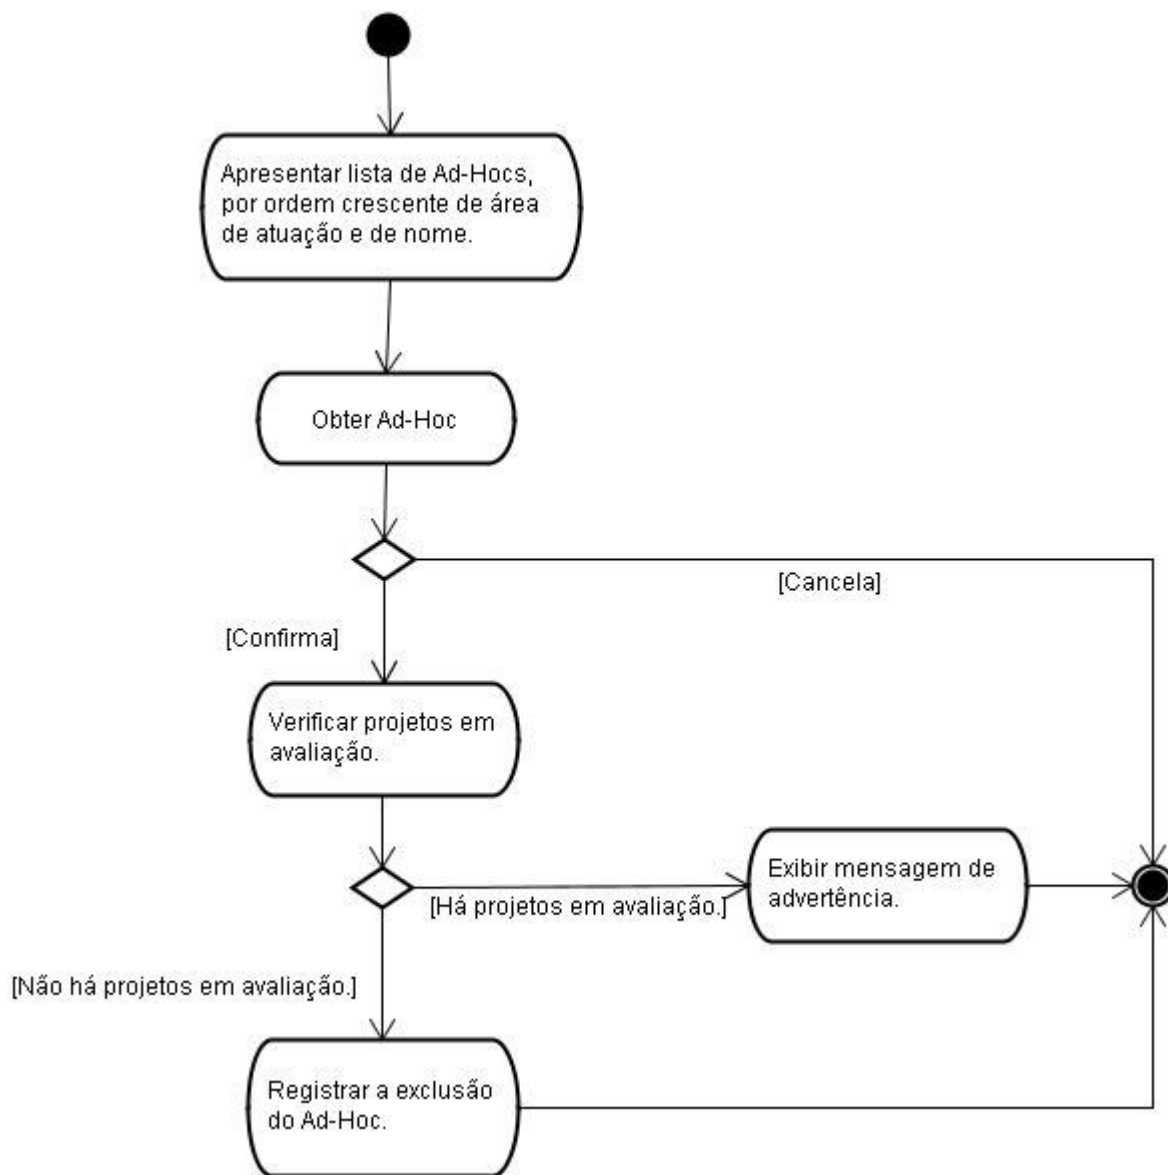 Apresentar lista de Ad-Hocs,
por ordem crescente de área
de atuação e de nome.
Obter Ad-Hoc
[Cancela]
[Confirma]
Verificar projetos em
avaliação.
Exibir mensagem de
advertência.
[Há projetos em avaliação.]
[Não há projetos em avaliação.]
Registrar a exclusão
do Ad-Hoc.